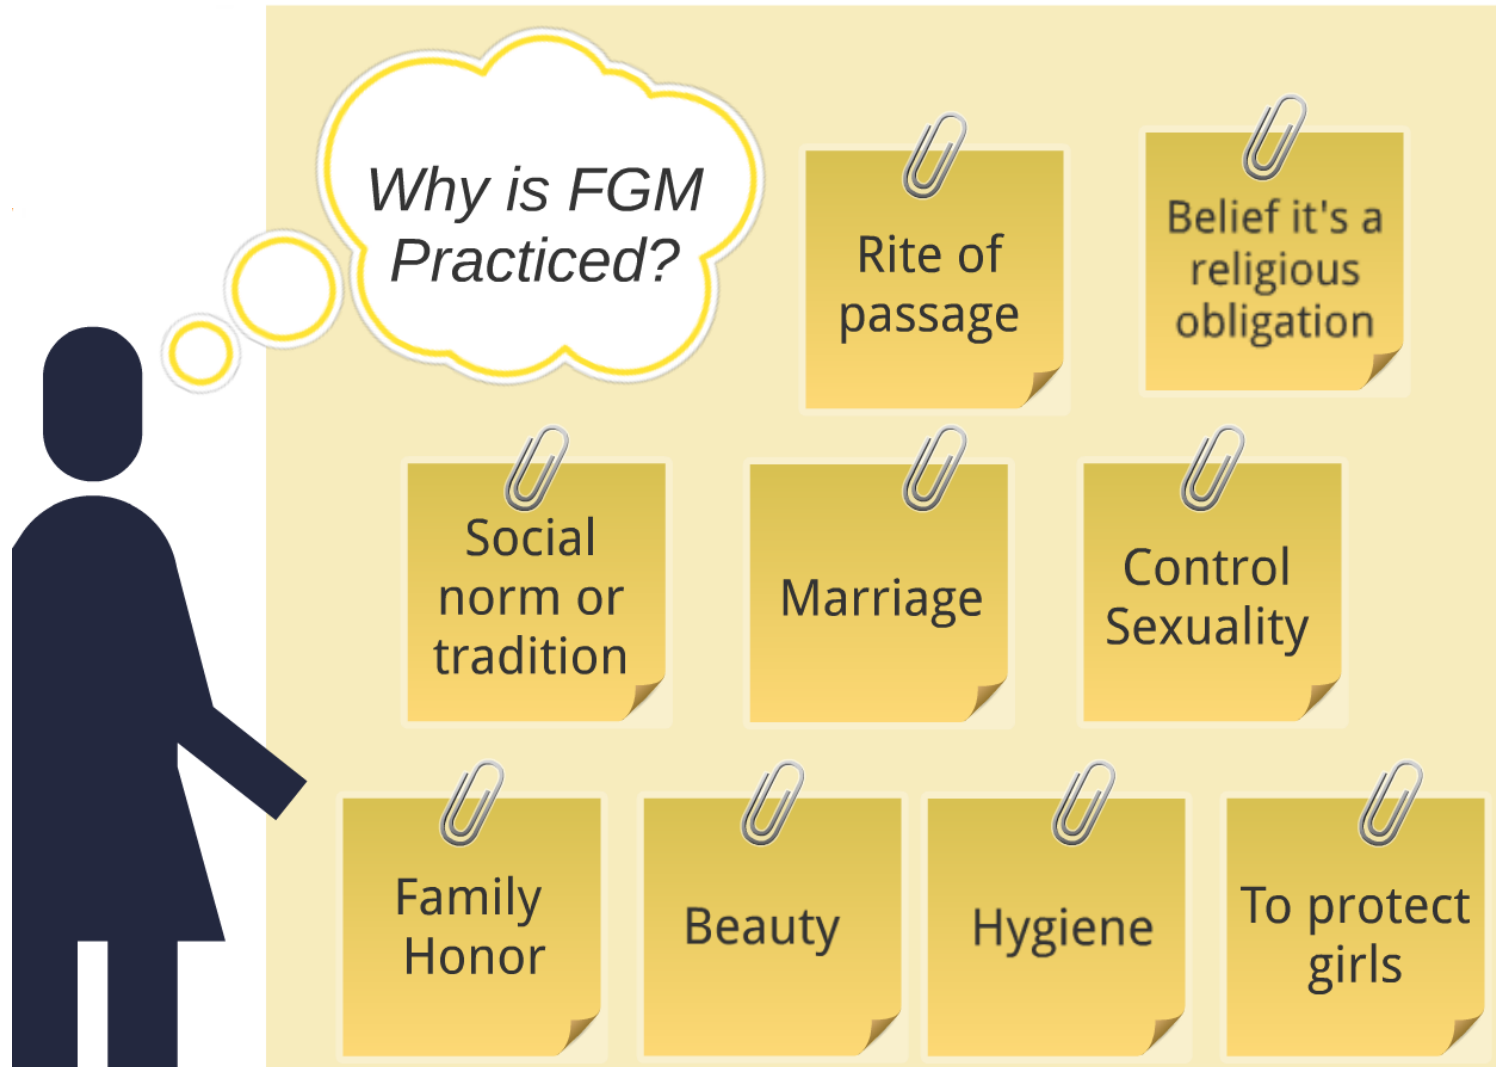 Why is FGM
Practiced?
Rite of
passage
Belief it's a
religious
obligation
Social
norm or
tradition
Marriage
Control
Sexuality
Family
Honor
Beauty
Hygiene
To protect
girls